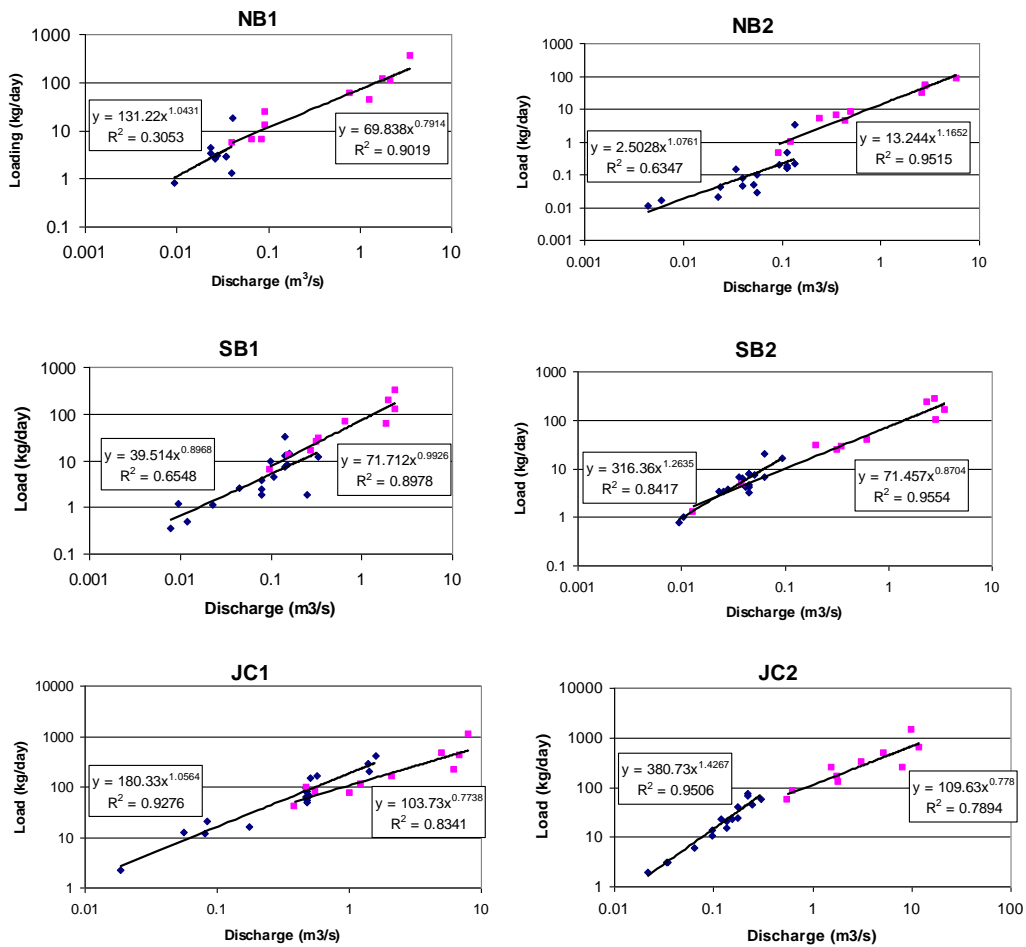 NB1
1000
100
10
1
0.1
Loading (kg/day)
y = 131.22x^1.0431
R² = 0.3053
y = 69.838x^0.7914
R² = 0.9019
0.001 0.01 0.1 1 10
Discharge (m³/s)
NB2
1000
100
10
1
0.1
0.01
0.001
Load (kg/day)
y = 2.5028x^1.0761
R² = 0.6347
y = 13.244x^1.1652
R² = 0.9515
0.001 0.01 0.1 1 10
Discharge (m3/s)
SB1
1000
100
10
1
0.1
Load (kg/day)
y = 39.514x^0.8968
R² = 0.6548
y = 71.712x^0.9926
R² = 0.8978
0.001 0.01 0.1 1 10
Discharge (m3/s)
SB2
1000
100
10
1
0.1
Load (kg/day)
y = 316.36x^1.2635
R² = 0.8417
y = 71.457x^0.8704
R² = 0.9554
0.001 0.01 0.1 1 10
Discharge (m3/s)
JC1
10000
1000
100
10
1
Load (kg/day)
y = 180.33x^1.0564
R² = 0.9276
y = 103.73x^0.7738
R² = 0.8341
0.01 0.1 1 10
Discharge (m3/s)
JC2
10000
1000
100
10
1
Load (kg/day)
y = 380.73x^1.4267
R² = 0.9506
y = 109.63x^0.778
R² = 0.7894
0.01 0.1 1 10 100
Discharge (m3/s)